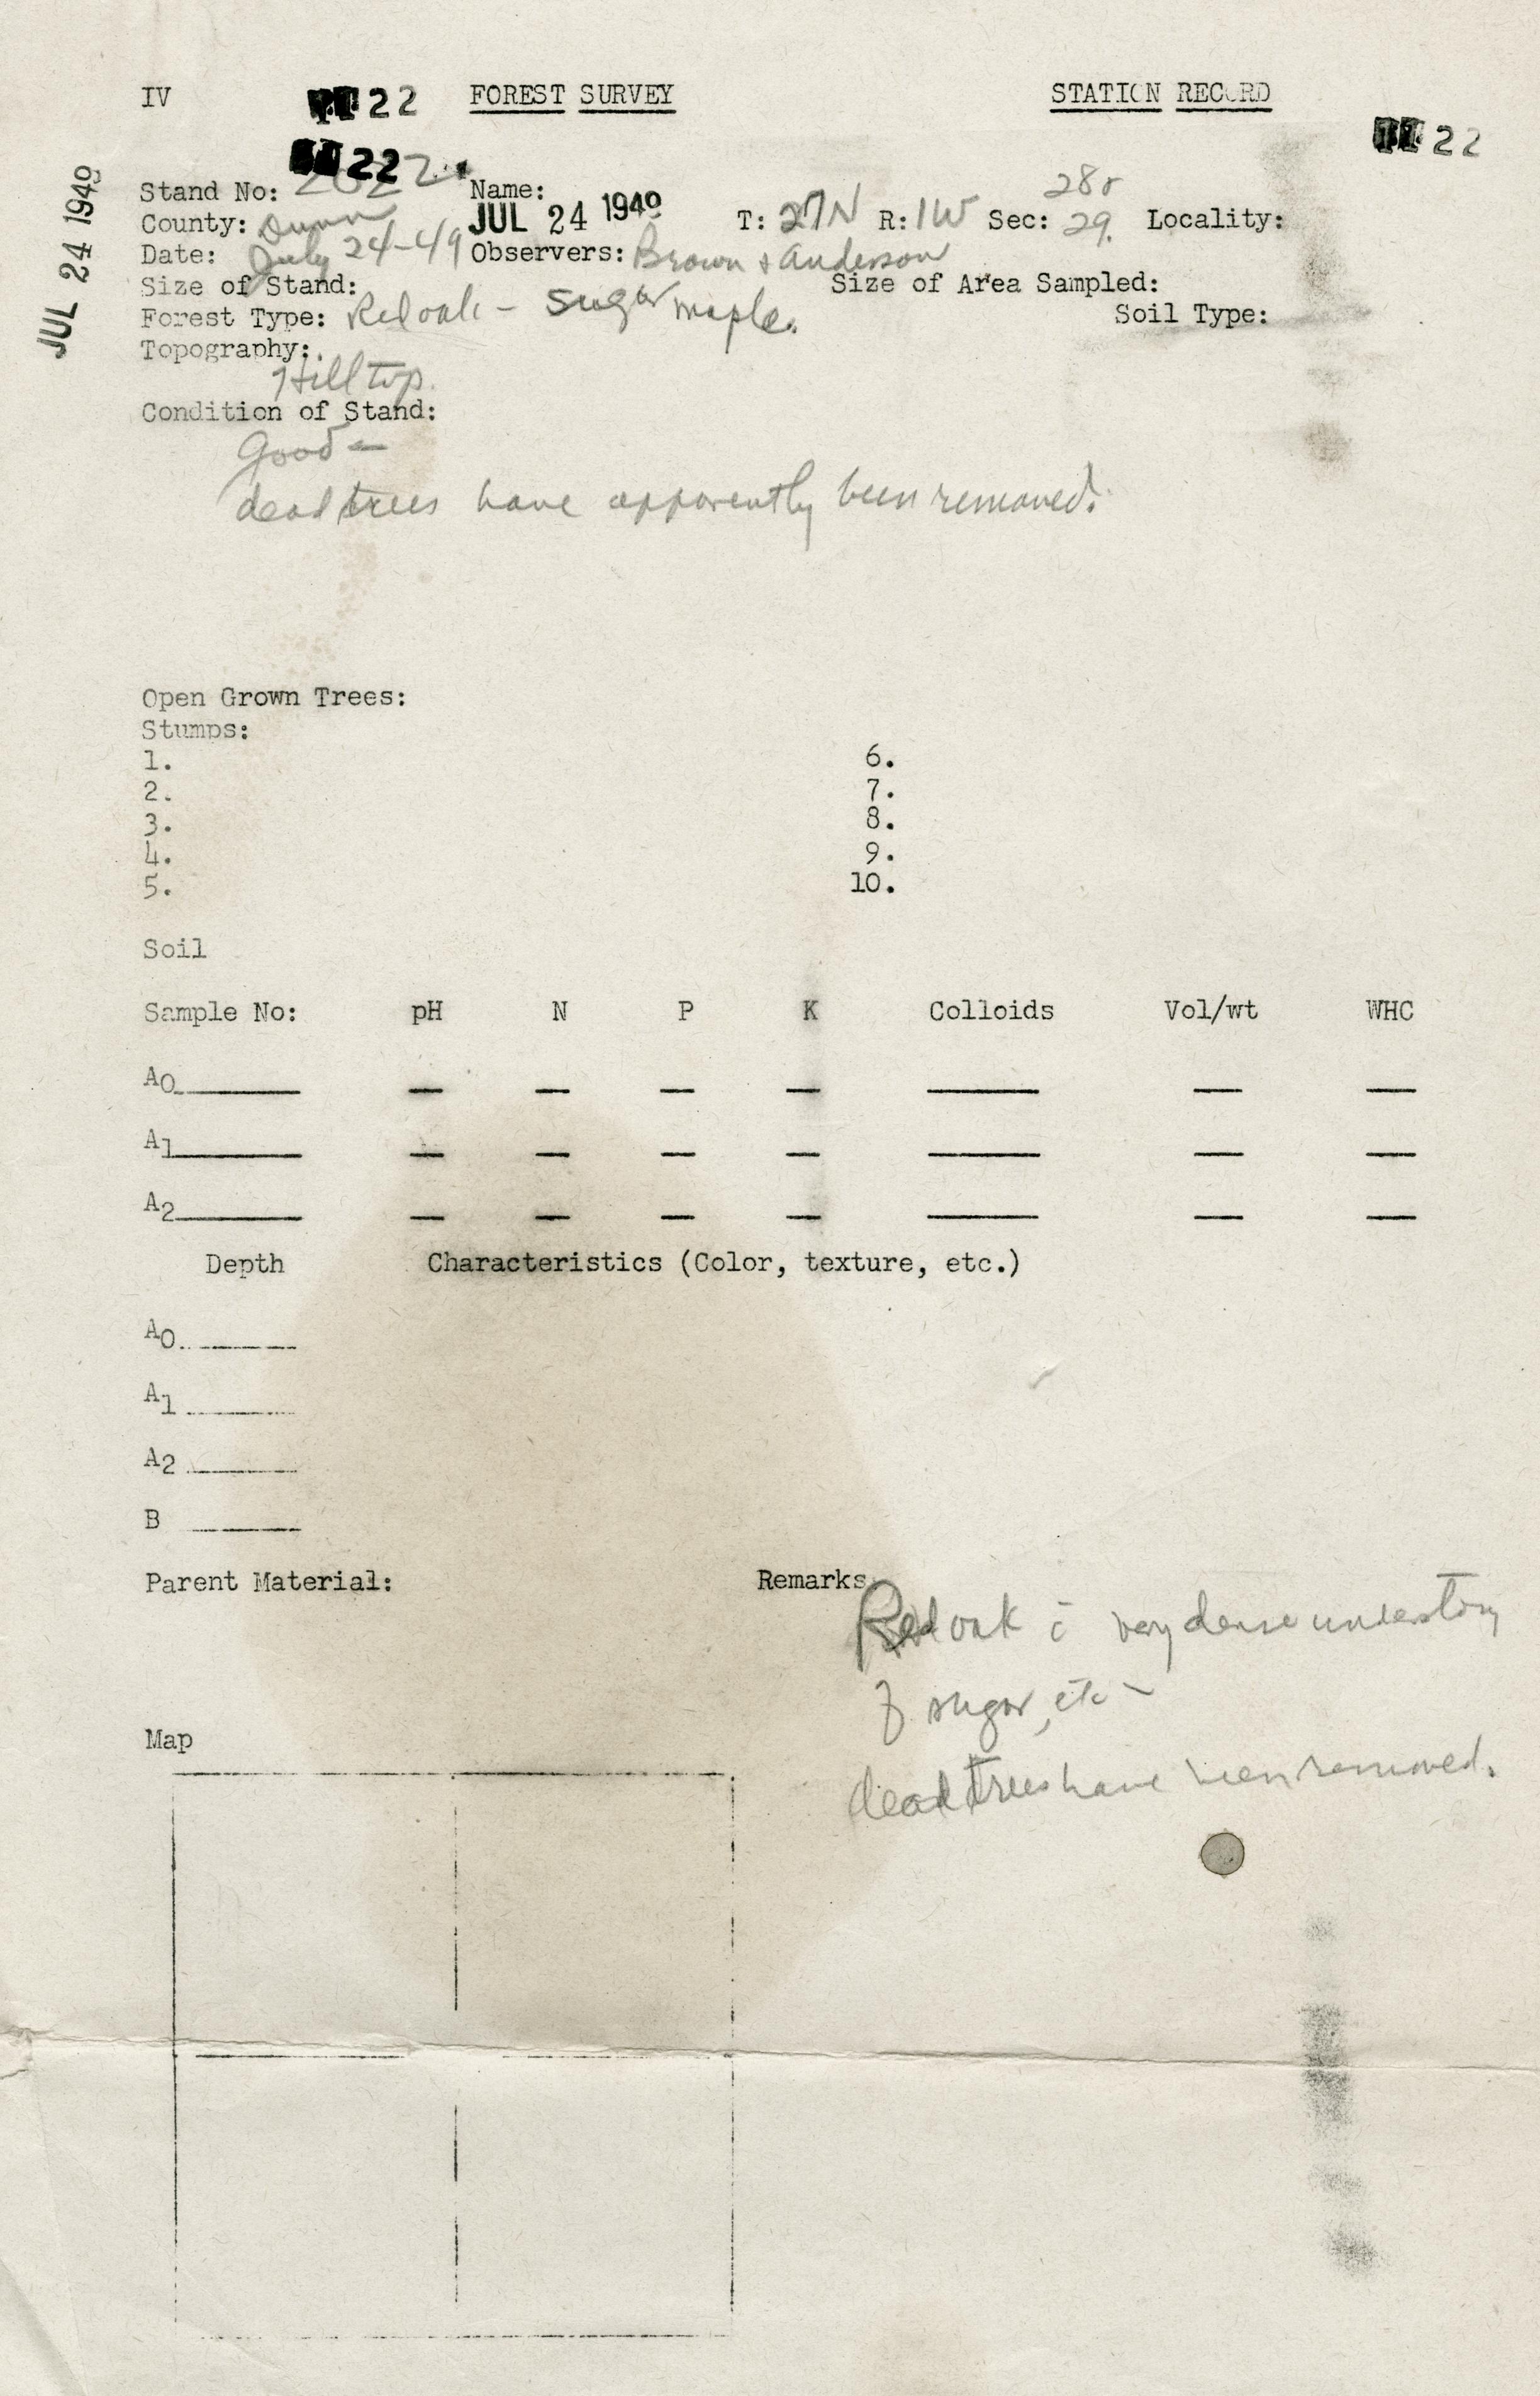 IV 22 FOREST SURVEY STATION RECORD
22
22
JUL 24 1949
Stand No: 2022 Name:
JUL 24 1949
County: Dunn T: 27N R: 1W Sec: 28 + 29. Locality:
Date: July 24-49 Observers: Brown + Anderson
Size of Stand: Size of Area Sampled:
Forest Type: Red oak - sugar maple. Soil Type:
Topography:
Hilltop.
Condition of Stand:
Good -
dead trees have apparently been removed.
Open Grown Trees:
Stumps:
1. 6.
2. 7.
3. 8.
4. 9.
5. 10.
Soil
Sample No: pH N P K Colloids Vol/wt WHC
A0
A1
A2
Depth Characteristics (Color, texture, etc.)
A0
A1
A2
B
Parent Material: Remarks
Red oak c̄ very dense understory
of sugar, etc -
dead trees have been removed.
Map